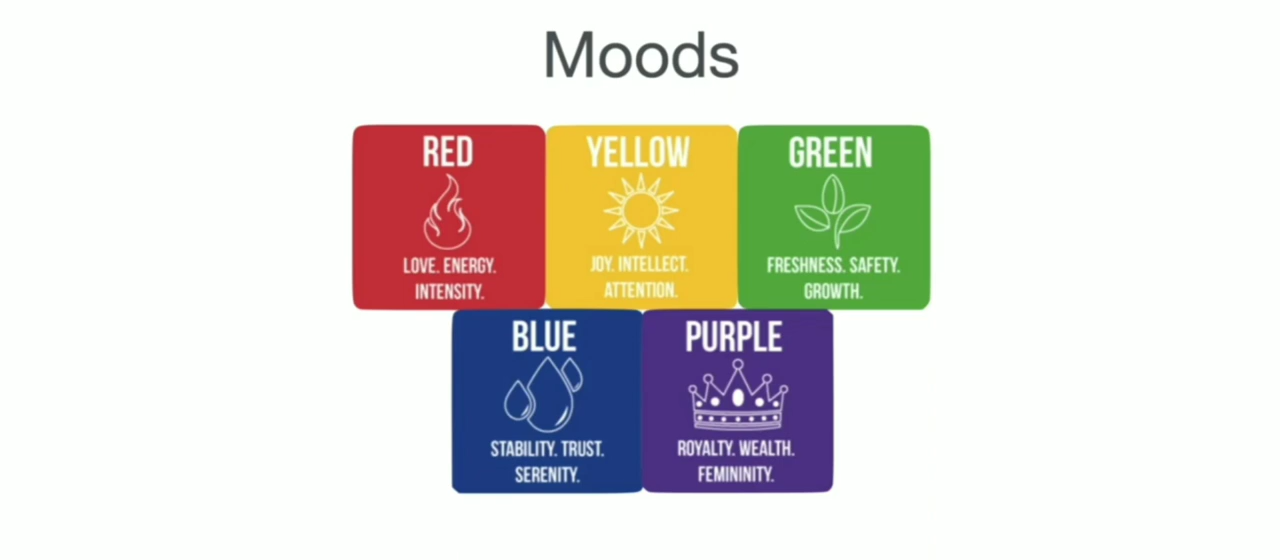 Moods
RED
LOVE. ENERGY.
INTENSITY.
YELLOW
JOY. INTELLECT.
ATTENTION.
GREEN
FRESHNESS. SAFETY.
GROWTH.
BLUE
STABILITY. TRUST.
SERENITY.
PURPLE
ROYALTY. WEALTH.
FEMININITY.